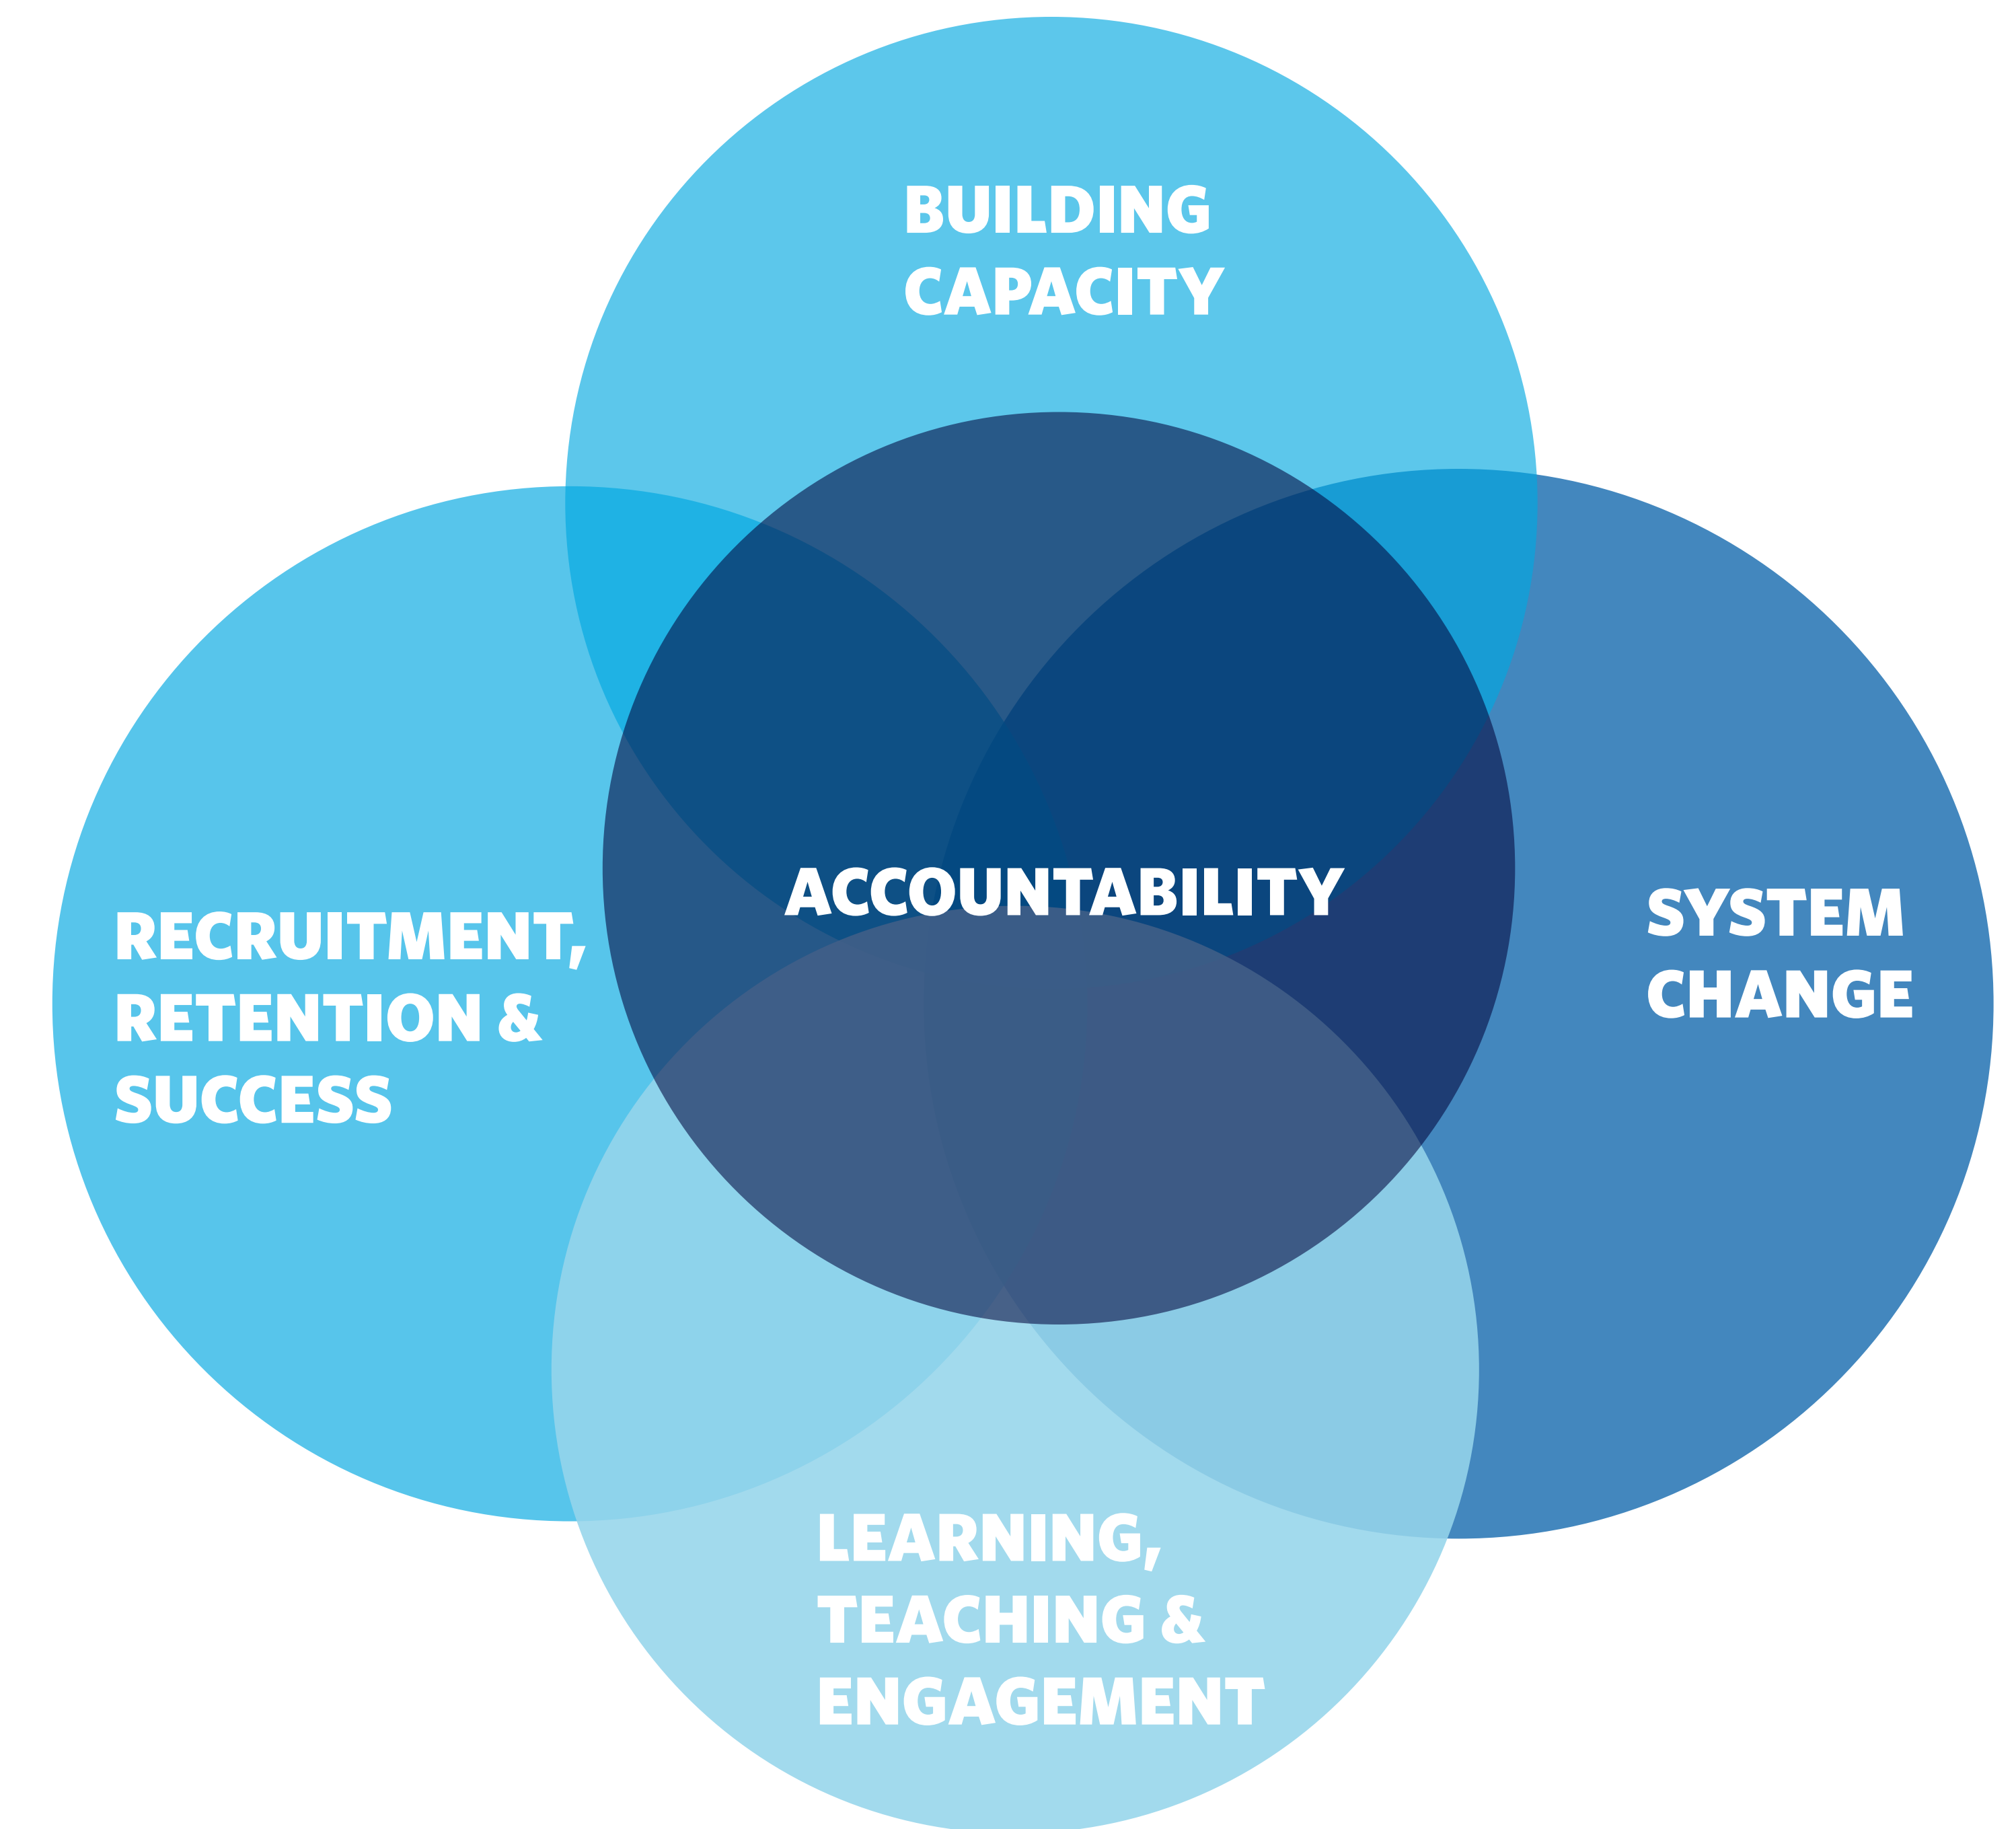 BUILDING
CAPACITY
RECRUITMENT,
RETENTION &
SUCCESS
ACCOUNTABILITY
SYSTEM
CHANGE
LEARNING,
TEACHING &
ENGAGEMENT